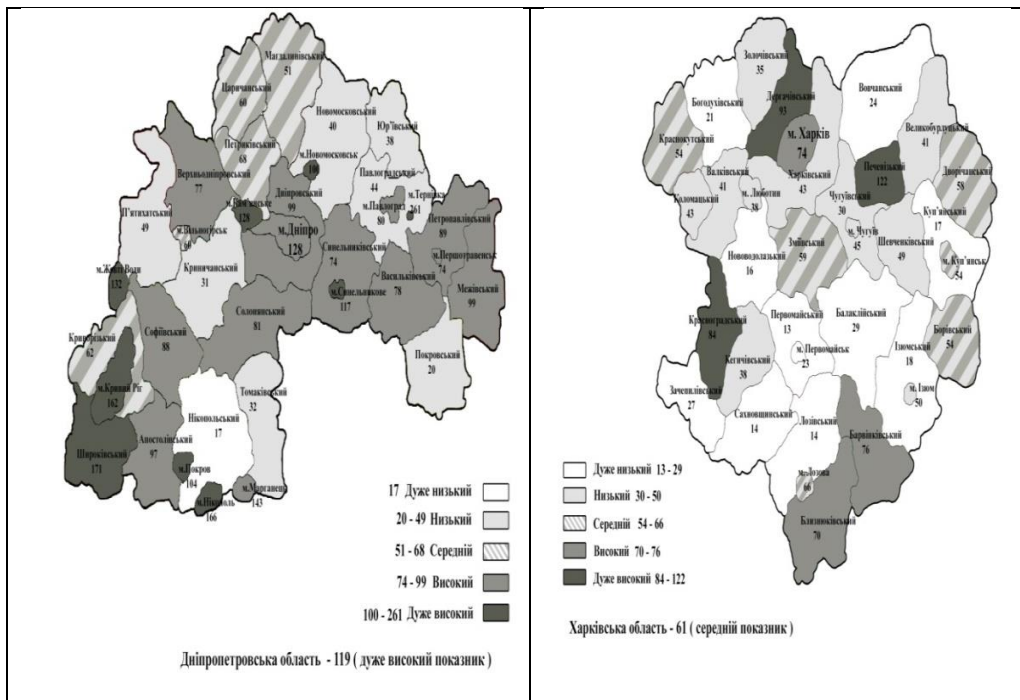 Магдалинівський
51
Царичанський
60
Новомосковський
40
Юр'ївський
38
Петриківський
68
м.Новомосковськ
100
Павлоградський
44
Верхньодніпровський
77
Дніпровський
99
м.Тернівка
261
м.Павлоград
80
128
П'ятихатський
49
м.Дніпро
128
Петропавлівський
89
м.Вільногірськ
60
Синельниківський
74
м.Першотравенськ
74
Криничанський
31
Васильківський
78
м.Жовті Води
132
м.Синельникове
117
Межівський
99
Солонянський
81
Софіївський
88
Криворізький
62
Покровський
20
м.Кривий Ріг
162
Томаківський
32
Нікопольський
17
Апостолівський
97
Широківський
171
м.Покров
104
м.Марганець
143
м.Нікополь
166
17 Дуже низький
20 - 49 Низький
51 - 68 Середній
74 - 99 Високий
100 - 261 Дуже високий
Дніпропетровська область - 119 ( дуже високий показник )
Золочівський
35
Дергачівський
93
Вовчанський
24
Богодухівський
21
м. Харків
74
Великобурлуцький
41
Краснокутський
54
Печенізький
122
Валківський
41
Харківський
43
Дворічанський
58
м. Люботин
38
Чугуївський
30
Коломацький
43
Куп'янський
17
м. Чугуїв
45
Шевченківський
49
Зміївський
59
Нововодолазький
16
м. Куп'янськ
54
Первомайський
13
Балаклійський
29
Красноградський
84
Борівський
54
м. Первомайськ
23
Ізюмський
18
Кегичівський
38
м. Ізюм
50
Зачепилівський
27
Сахновщинський
14
Лозівський
14
Барвінківський
76
м. Лозова
66
Близнюківський
70
Дуже низький 13 - 29
Низький 30 - 50
Середній 54 - 66
Високий 70 - 76
Дуже високий 84 - 122
Харківська область - 61 ( середній показник )